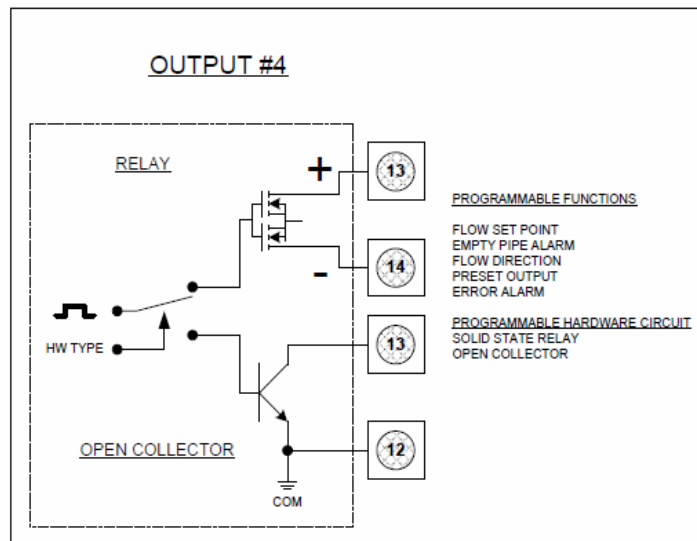 OUTPUT #4
RELAY
+
13
-
14
HW TYPE
13
OPEN COLLECTOR
12
COM
PROGRAMMABLE FUNCTIONS
FLOW SET POINT
EMPTY PIPE ALARM
FLOW DIRECTION
PRESET OUTPUT
ERROR ALARM
PROGRAMMABLE HARDWARE CIRCUIT
SOLID STATE RELAY
OPEN COLLECTOR